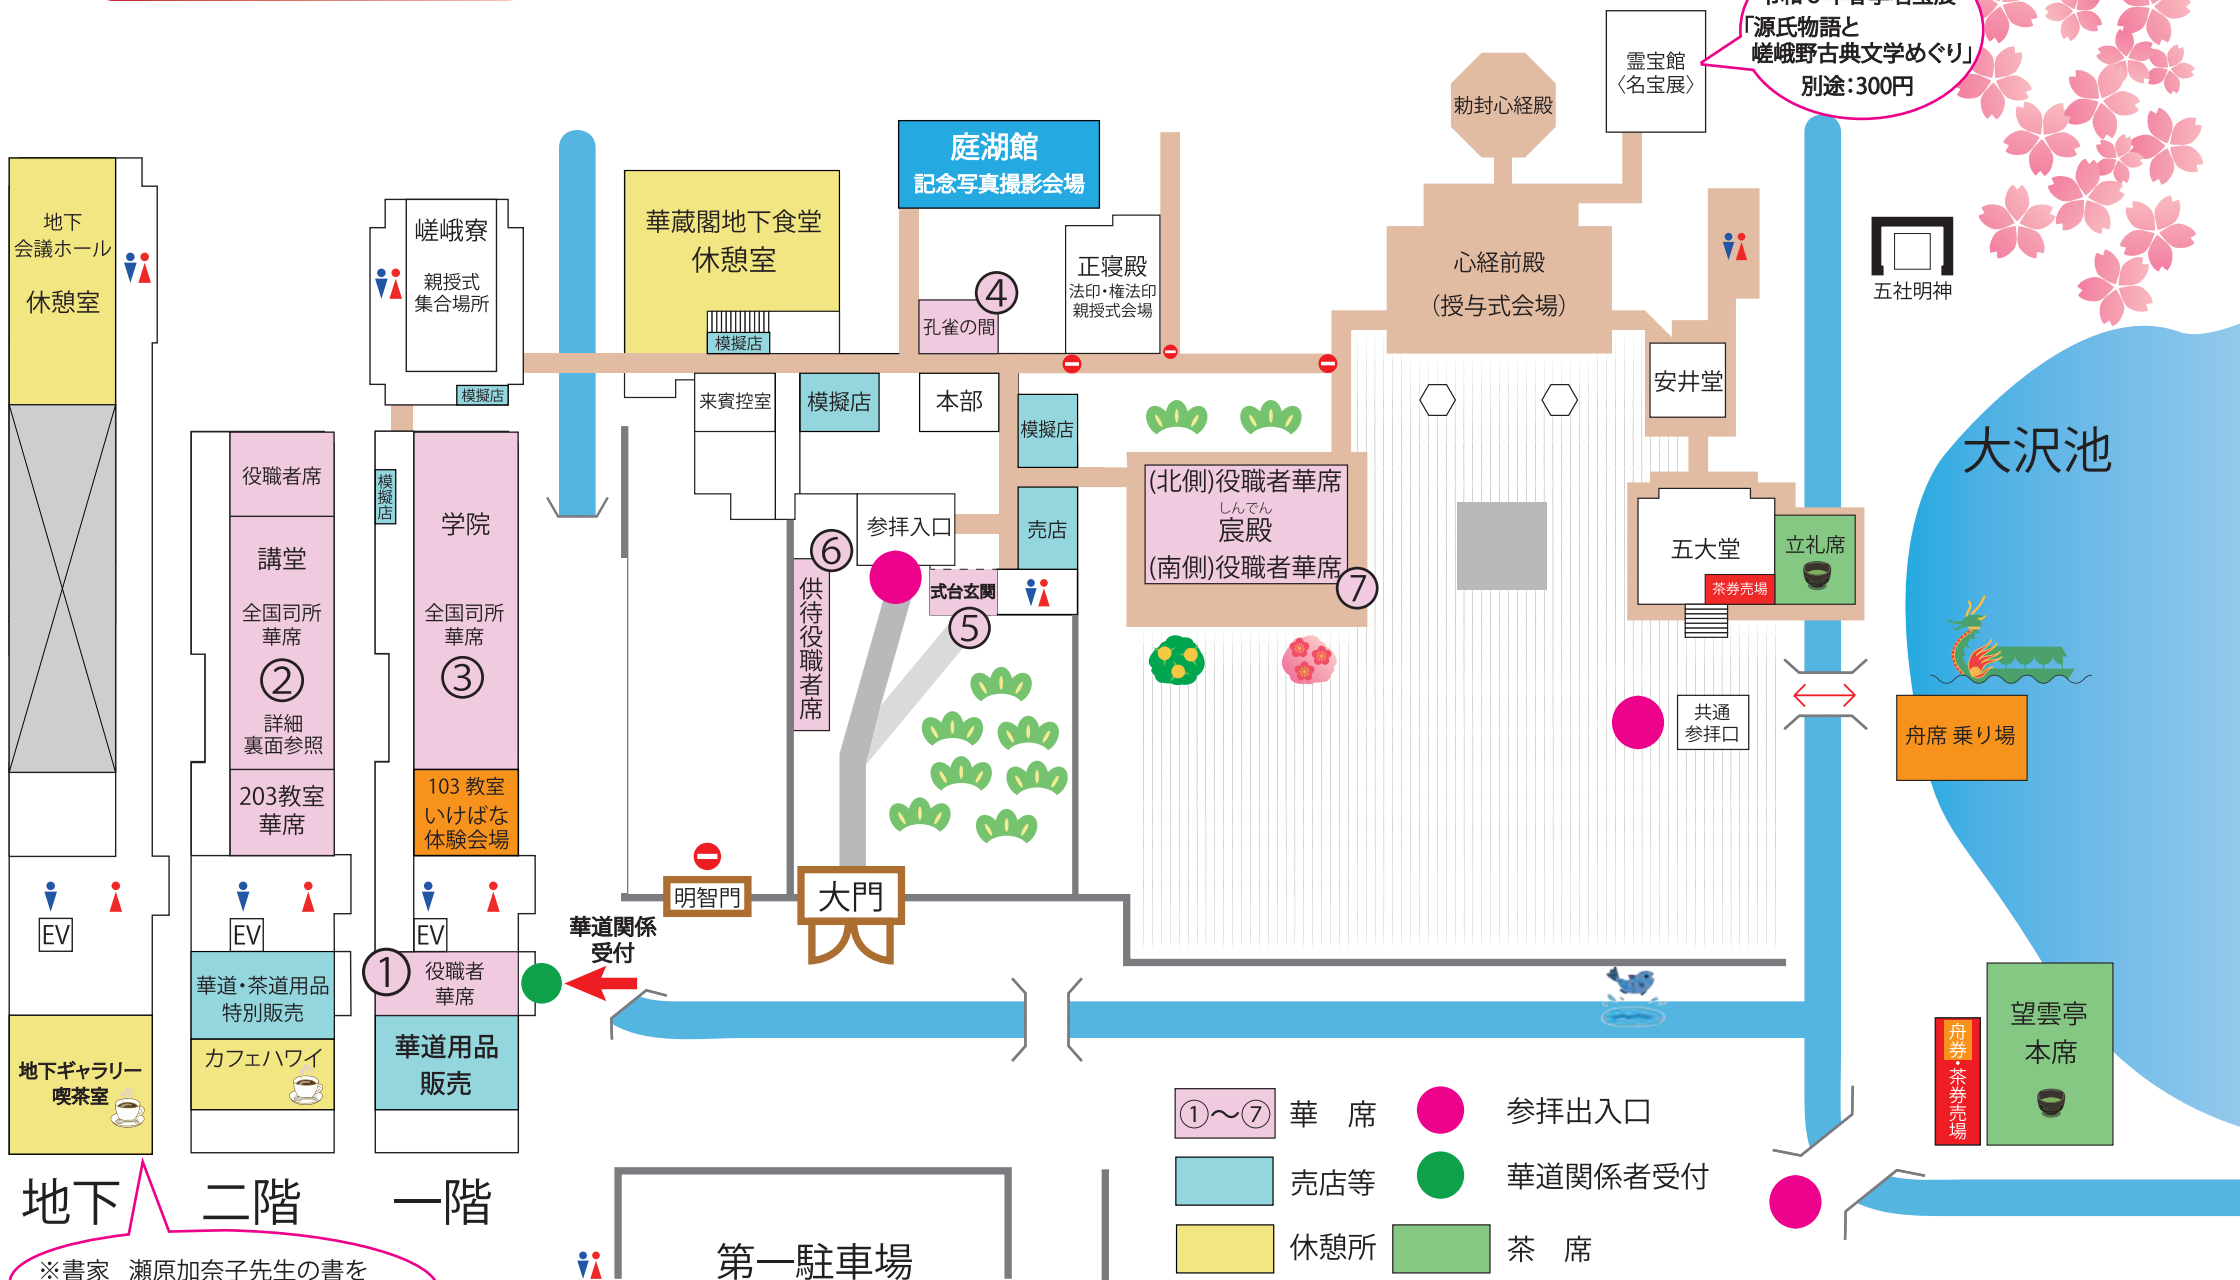 「源氏物語と
嵯峨野古典文学めぐり」
別途：300円
霊宝館
〈名宝展〉
勅封心経殿
庭湖館
記念写真撮影会場
地下
会議ホール
休憩室
嵯峨寮
親授式
集合場所
模擬店
華蔵閣地下食堂
休憩室
模擬店
④
孔雀の間
正寝殿
法印・権法印
親授式会場
心経前殿
（授与式会場）
五社明神
安井堂
来賓控室
模擬店
本部
模擬店
大沢池
役職者席
講堂
全国司所
華席
②
詳細
裏面参照
203教室
華席
模擬店
学院
全国司所
華席
③
103 教室
いけばな
体験会場
参拝入口
売店
⑥
供待役職者席
式台玄関
⑤
(北側)役職者華席
しんでん
宸殿
(南側)役職者華席
⑦
五大堂
茶券売場
立礼席
共通
参拝口
舟席 乗り場
明智門
大門
EV
EV
EV
華道関係
受付
①
役職者
華席
華道・茶道用品
特別販売
カフェハワイ
華道用品
販売
地下ギャラリー
喫茶室
舟券・茶券売場
望雲亭
本席
地下
二階
一階
①〜⑦
華　席
参拝出入口
売店等
華道関係者受付
休憩所
茶　席
第一駐車場
※書家　瀬原加奈子先生の書を